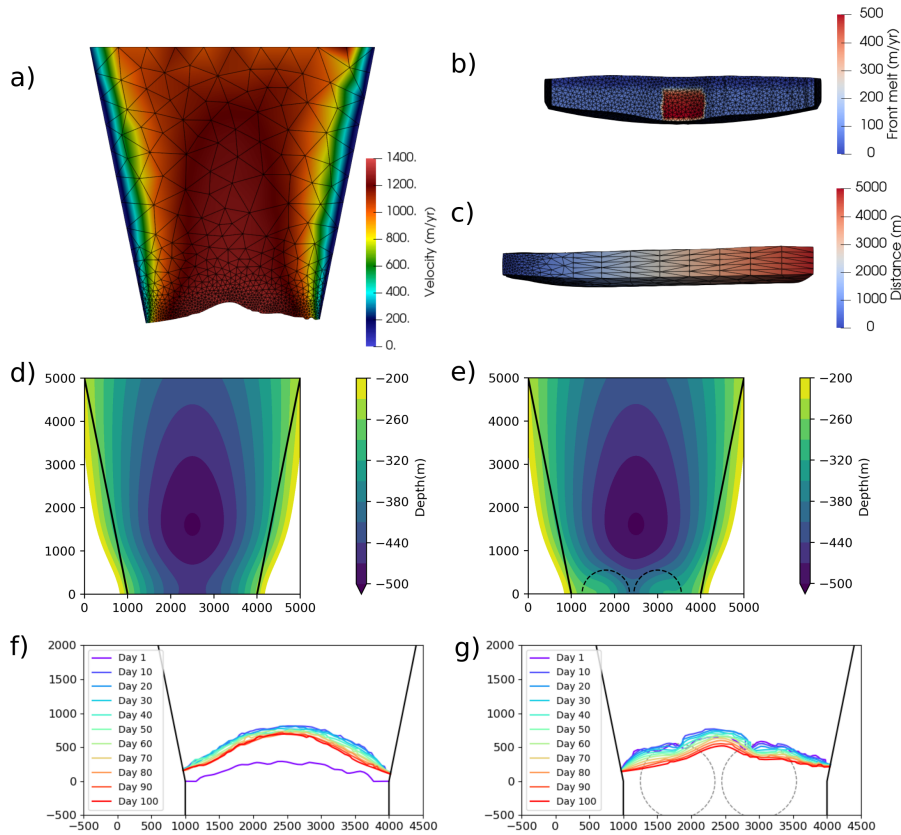 a)
1400.
1200.
1000.
800.
600.
400.
200.
0.
Velocity (m/yr)
b)
500
400
300
200
100
0
Front melt (m/yr)
c)
5000
4000
3000
2000
1000
0
Distance (m)
d)
5000
4000
3000
2000
1000
0
0 1000 2000 3000 4000 5000
−200
−260
−320
−380
−440
−500
Depth(m)
e)
5000
4000
3000
2000
1000
0
0 1000 2000 3000 4000 5000
−200
−260
−320
−380
−440
−500
Depth(m)
f)
2000
1500
1000
500
0
−500
Day 1
Day 10
Day 20
Day 30
Day 40
Day 50
Day 60
Day 70
Day 80
Day 90
Day 100
−500 0 500 1000 1500 2000 2500 3000 3500 4000 4500
g)
2000
1500
1000
500
0
−500
Day 1
Day 10
Day 20
Day 30
Day 40
Day 50
Day 60
Day 70
Day 80
Day 90
Day 100
−500 0 500 1000 1500 2000 2500 3000 3500 4000 4500